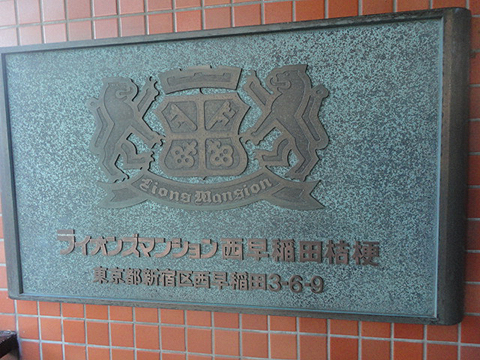 Lions Mansion
ライオンズマンション西早稲田桔梗
東京都新宿区西早稲田3-6-9